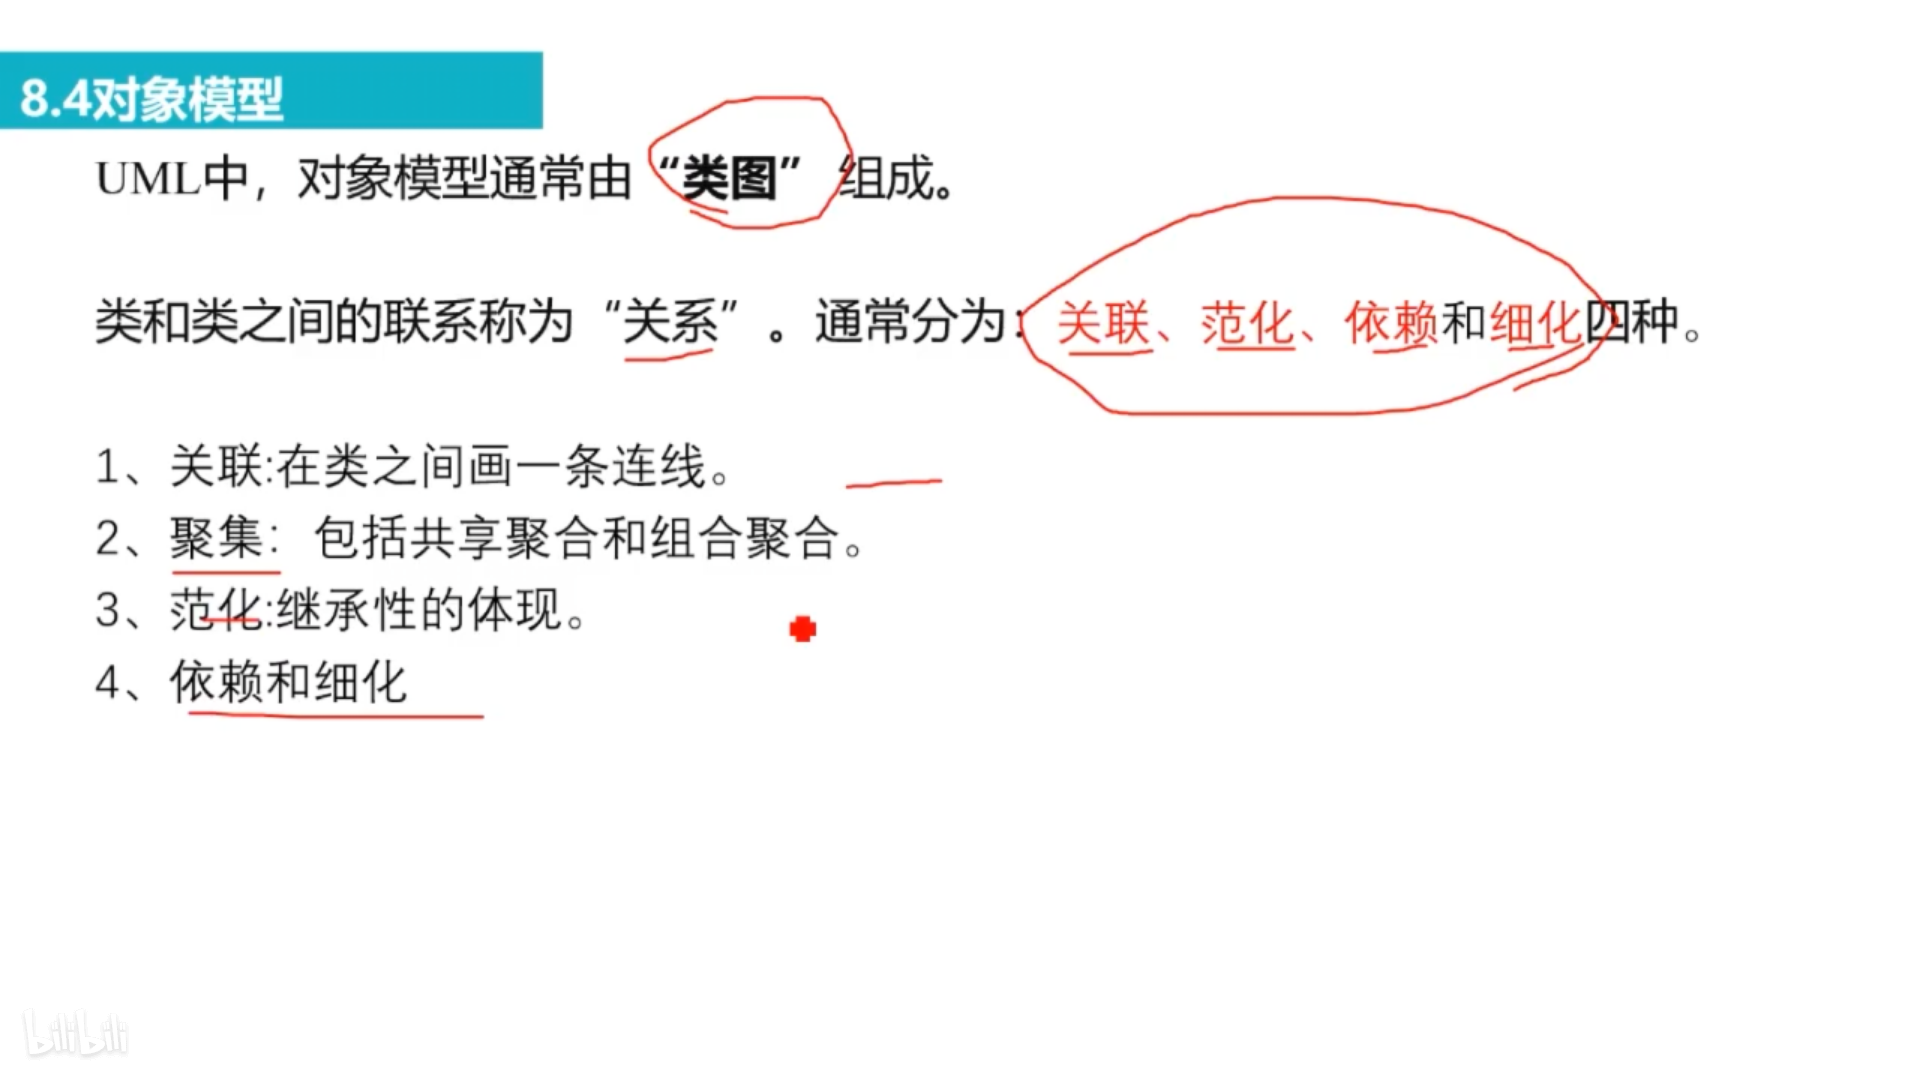 8.4对象模型
UML中，对象模型通常由“类图”组成。
类和类之间的联系称为“关系”。通常分为：关联、范化、依赖和细化四种。
1、关联:在类之间画一条连线。
2、聚集：包括共享聚合和组合聚合。
3、范化:继承性的体现。
4、依赖和细化
bilibili